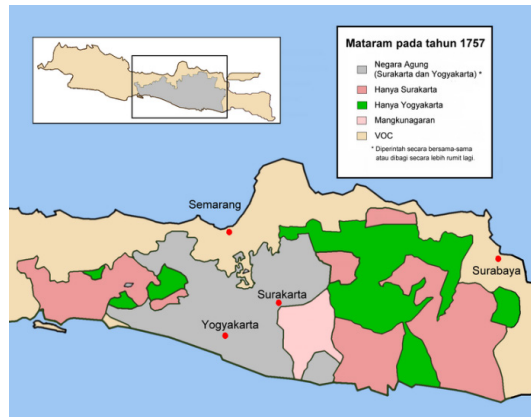 Mataram pada tahun 1757
Negara Agung
(Surakarta dan Yogyakarta) *
Hanya Surakarta
Hanya Yogyakarta
Mangkunagaran
VOC
* Diperintah secara bersama-sama
atau dibagi secara lebih rumit lagi.
Semarang
Surabaya
Surakarta
Yogyakarta